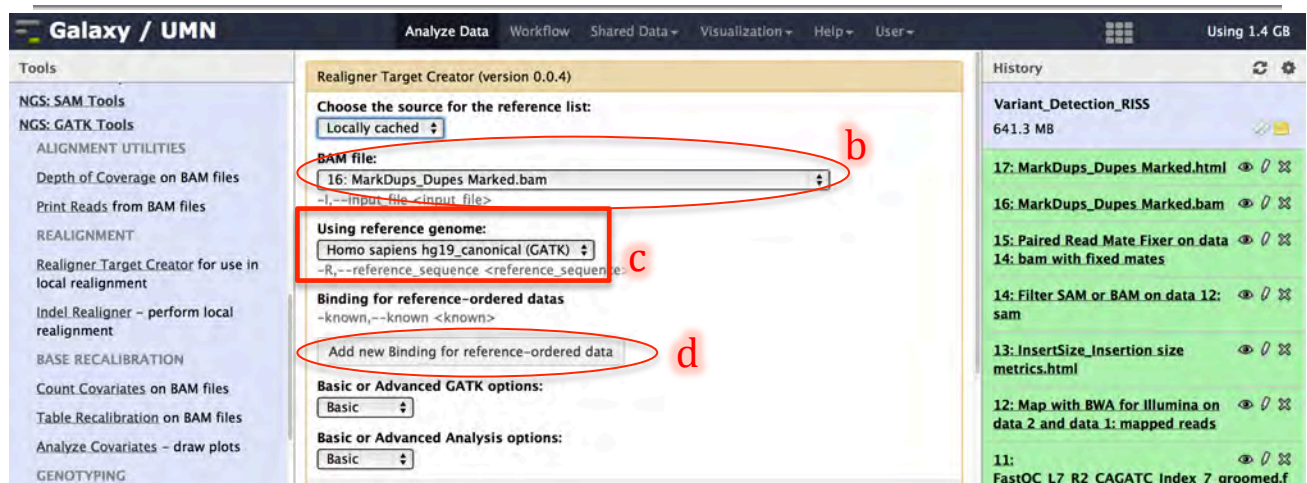 Galaxy / UMN
Analyze Data Workflow Shared Data Visualization Help User
Using 1.4 GB
Tools
NGS: SAM Tools
NGS: GATK Tools
ALIGNMENT UTILITIES
Depth of Coverage on BAM files
Print Reads from BAM files
REALIGNMENT
Realigner Target Creator for use in
local realignment
Indel Realigner - perform local
realignment
BASE RECALIBRATION
Count Covariates on BAM files
Table Recalibration on BAM files
Analyze Covariates - draw plots
GENOTYPING
Realigner Target Creator (version 0.0.4)
Choose the source for the reference list:
Locally cached
BAM file:
b
16: MarkDups_Dupes Marked.bam
-I,--input_file <input_file>
Using reference genome:
Homo sapiens hg19_canonical (GATK)
c
-R,--reference_sequence <reference_sequence>
Binding for reference-ordered datas
-known,--known <known>
Add new Binding for reference-ordered data
d
Basic or Advanced GATK options:
Basic
Basic or Advanced Analysis options:
Basic
History
Variant_Detection_RISS
641.3 MB
17: MarkDups_Dupes Marked.html
16: MarkDups_Dupes Marked.bam
15: Paired Read Mate Fixer on data
14: bam with fixed mates
14: Filter SAM or BAM on data 12:
sam
13: InsertSize_Insertion size
metrics.html
12: Map with BWA for Illumina on
data 2 and data 1: mapped reads
11:
FastQC_L7_R2_CAGATC_Index_7_groomed.f